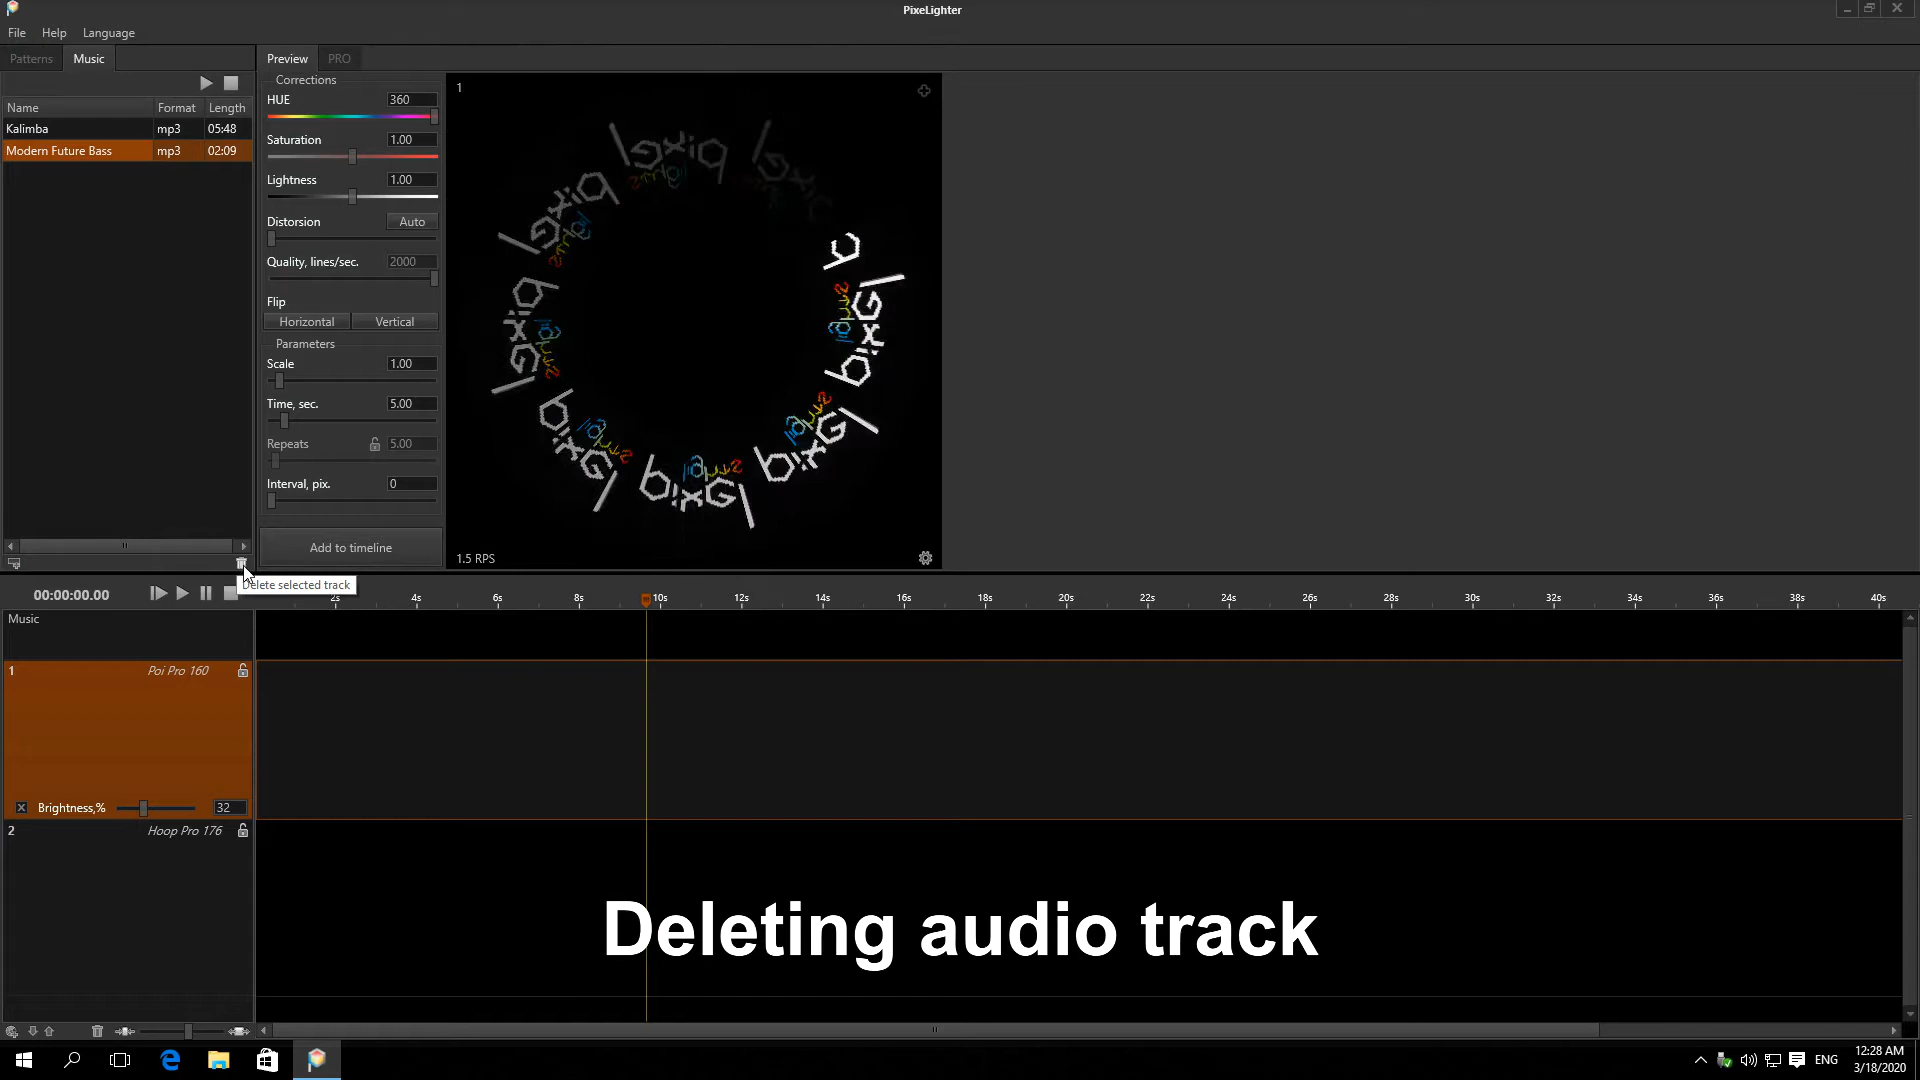 PixeLighter
File Help Language
Patterns Music
Preview PRO
Name Format Length
Kalimba mp3 05:48
Modern Future Bass mp3 02:09
Corrections
HUE 360
Saturation 1.00
Lightness 1.00
Distorsion Auto
Quality, lines/sec. 2000
Flip
Horizontal Vertical
Parameters
Scale 1.00
Time, sec. 5.00
Repeats 5.00
Interval, pix. 0
Add to timeline
1
1.5 RPS
Delete selected track
00:00:00.00
2s 4s 6s 8s 10s 12s 14s 16s 18s 20s 22s 24s 26s 28s 30s 32s 34s 36s 38s 40s
Music
1 Poi Pro 160
Brightness,% 32
2 Hoop Pro 176
Deleting audio track
ENG
12:28 AM
3/18/2020